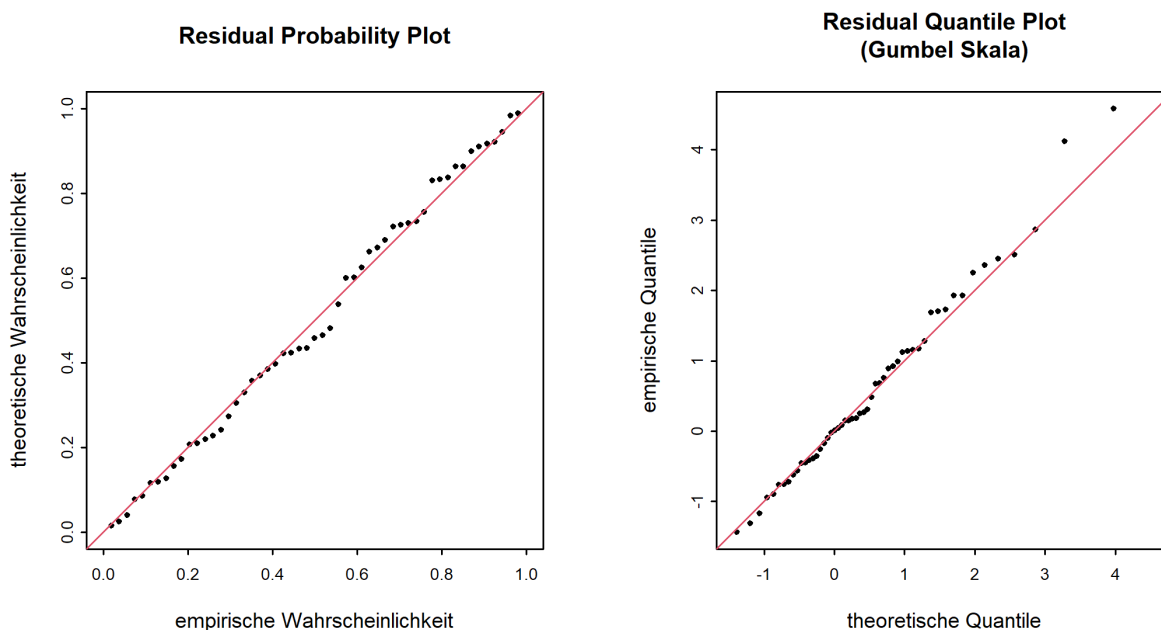 Residual Probability Plot
theoretische Wahrscheinlichkeit
0.0 0.2 0.4 0.6 0.8 1.0
0.0 0.2 0.4 0.6 0.8 1.0
empirische Wahrscheinlichkeit
Residual Quantile Plot
(Gumbel Skala)
empirische Quantile
-1 0 1 2 3 4
-1 0 1 2 3 4
theoretische Quantile